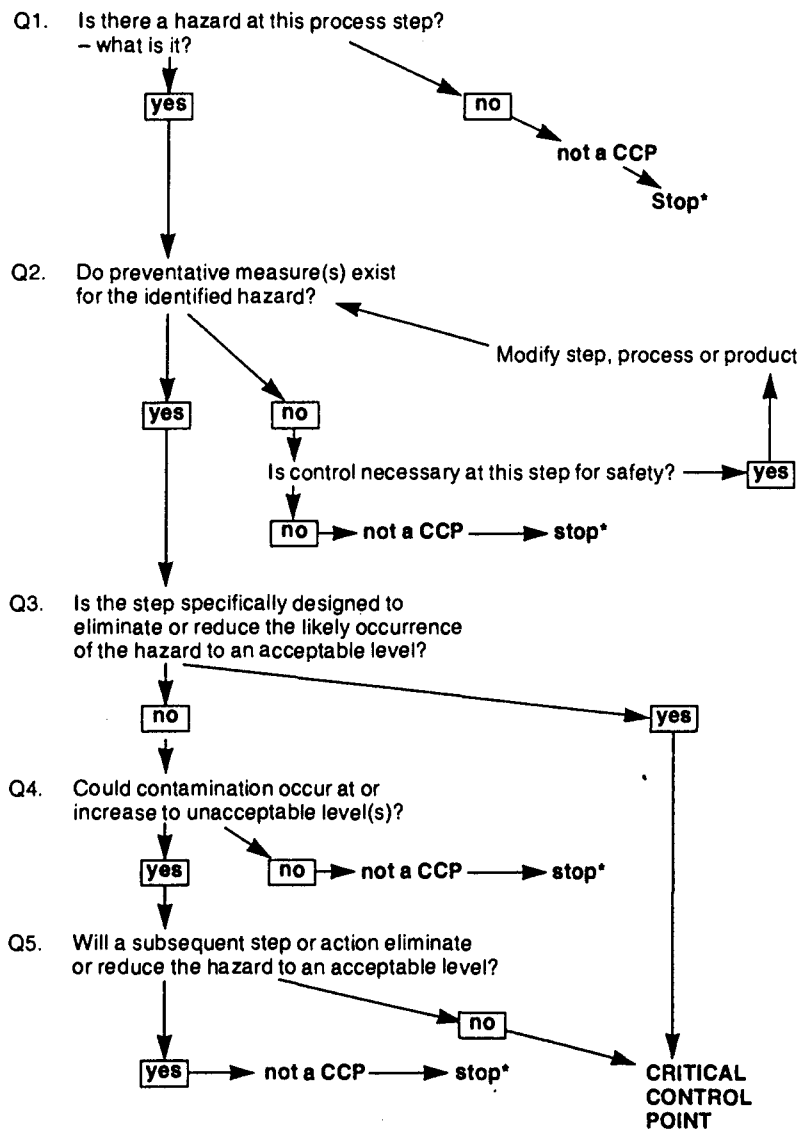 Q1. Is there a hazard at this process step?
– what is it?
yes
no
not a CCP
Stop*
Q2. Do preventative measure(s) exist
for the identified hazard?
Modify step, process or product
yes
no
Is control necessary at this step for safety?
yes
no
not a CCP
stop*
Q3. Is the step specifically designed to
eliminate or reduce the likely occurrence
of the hazard to an acceptable level?
no
yes
Q4. Could contamination occur at or
increase to unacceptable level(s)?
yes
no
not a CCP
stop*
Q5. Will a subsequent step or action eliminate
or reduce the hazard to an acceptable level?
no
yes
not a CCP
stop*
CRITICAL
CONTROL
POINT